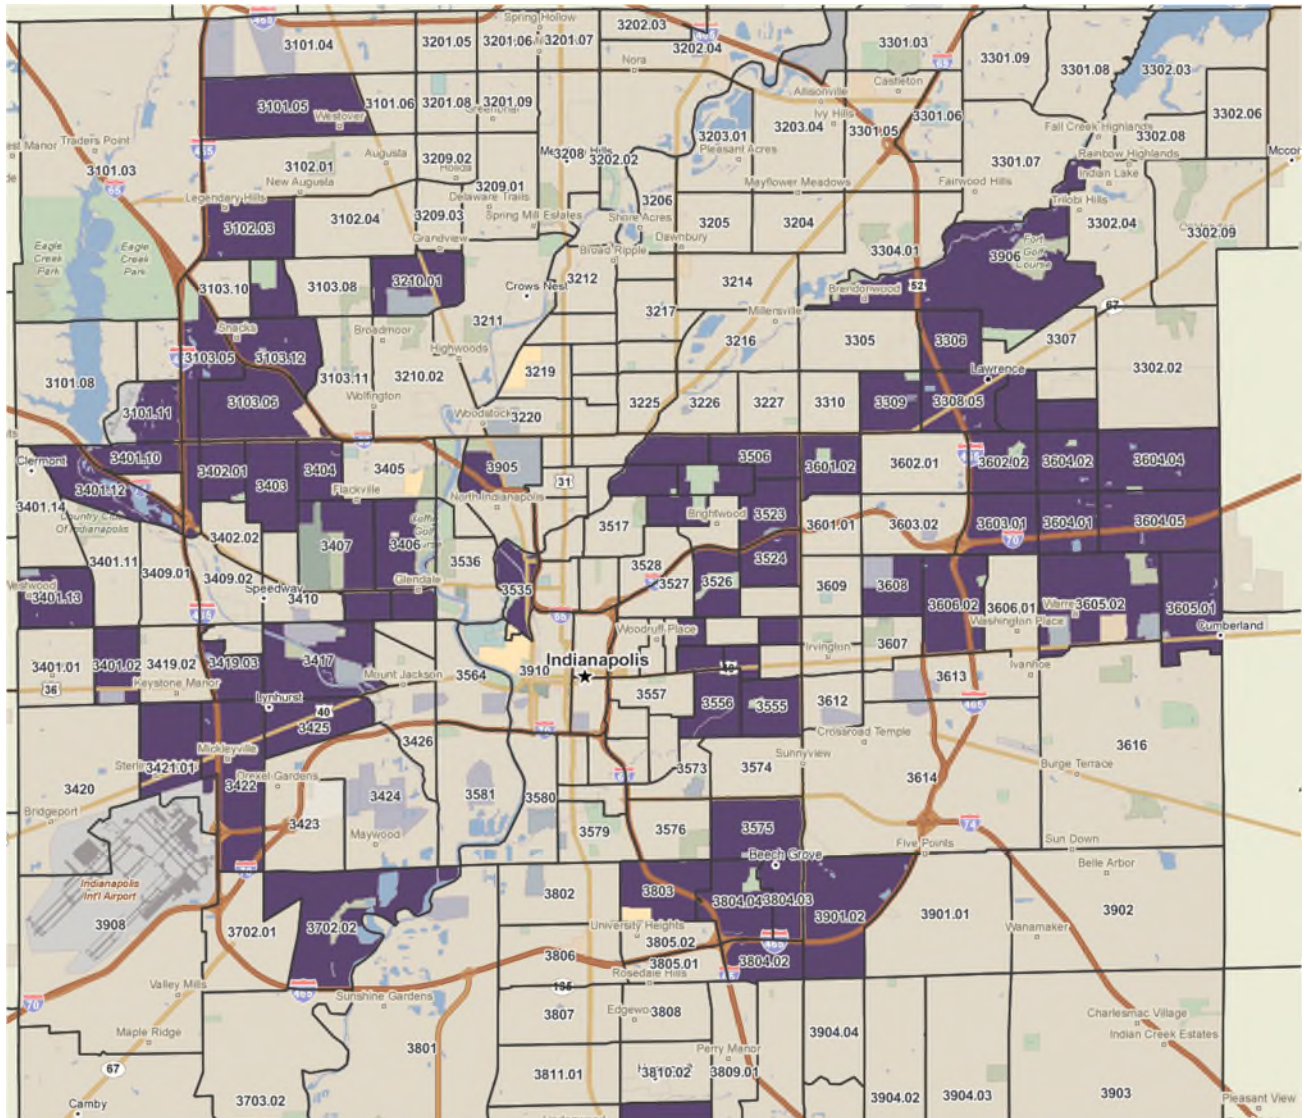 Spring Hollow
465
3202.03
3101.04
3201.05
3201.06
3201.07
3202.04
465
3301.03
3301.09
3301.08
3302.03
Nora
65
Castleton
3101.05
3101.06
3201.08
3201.09
Greenbriar
Allisonville
Westover
Ivy Hills
3301.06
3302.06
3203.01
3203.04
3301.05
Fall Creek Highlands
3302.08
Traders Point
465
Pleasant Acres
Augusta
3208
3202.02
Rainbow Highlands
3101.03
3102.01
3209.02
3301.07
Indian Lake
65
New Augusta
3209.01
Mayflower Meadows
Fairwood Hills
Legendary Hills
Delaware Trails
3206
Trilobi Hills
3102.04
3209.03
Spring Mill Estates
Shore Acres
3205
3204
3302.04
3102.03
3302.09
Grandview
Dawnbury
Eagle
Creek
Park
Eagle
Creek
Park
Broad Ripple
3304.01
3906
Fort
Golf
Course
3103.10
3103.08
3210.01
3212
3214
Brendonwood
52
Crows Nest
67
3217
Millersville
3211
Snacks
Broadmoor
3216
3305
3306
3307
Highwoods
3103.05
3103.12
3302.02
3101.08
3103.11
3210.02
3219
Lawrence
3103.06
Wolfington
3101.11
3225
3226
3227
3310
3309
3308.05
Woodstock
3220
3401.10
3506
Clermont
3402.01
3404
3405
3905
3601.02
3602.01
465
3602.02
3604.02
3604.04
3401.12
3403
31
Flackville
North Indianapolis
3401.14
Country Club
Of Indianapolis
Brightwood
3523
3517
3601.01
3603.02
3603.01
3604.01
3604.05
3402.02
3407
3406
70
3401.11
3536
3528
3524
3409.01
3409.02
Glendale
3527
3526
3609
3608
Westwood
Speedway
3535
3606.02
3606.01
3605.02
3605.01
3401.13
3410
465
65
Washington Place
Woodruff Place
Cumberland
3401.01
3401.02
3419.02
3419.03
3417
Indianapolis
Irvington
3607
36
Keystone Manor
Mount Jackson
3564
3910
40
Ivanhoe
3613
Lynhurst
3557
3556
3555
3612
465
40
3425
Crossroad Temple
3426
Mickleyville
Sunnyview
3616
3421.01
3573
3574
Burge Terrace
3420
3422
Drexel Gardens
3614
3424
3581
3580
Bridgeport
3423
3579
3576
3575
74
Maywood
Five Points
Sun Down
Beech Grove
Belle Arbor
Indianapolis
Int'l Airport
3802
3803
3804.04
3804.03
3908
3702.02
3901.02
3901.01
3902
3702.01
University Heights
Wanamaker
3805.02
465
3806
3805.01
3804.02
Valley Mills
Rosedale Hills
70
465
Sunshine Gardens
135
65
3807
3808
Charlesmac Village
Maple Ridge
3904.04
Indian Creek Estates
3801
Perry Manor
67
3811.01
3810.02
3809.01
3703.02
3904.02
3904.03
3903
Camby
Pleasant View